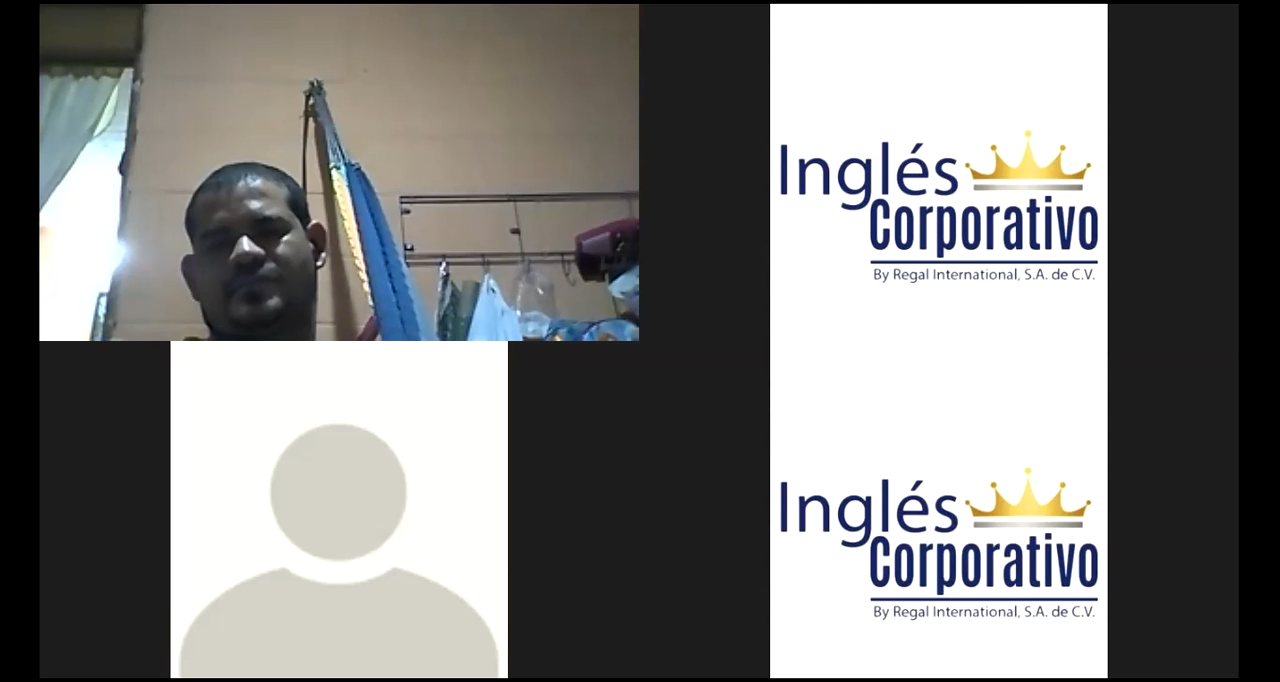 Inglés
Corporativo
By Regal International, S.A. de C.V.
Inglés
Corporativo
By Regal International, S.A. de C.V.